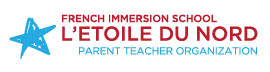 FRENCH IMMERSION SCHOOL
L'ETOILE DU NORD
PARENT TEACHER ORGANIZATION